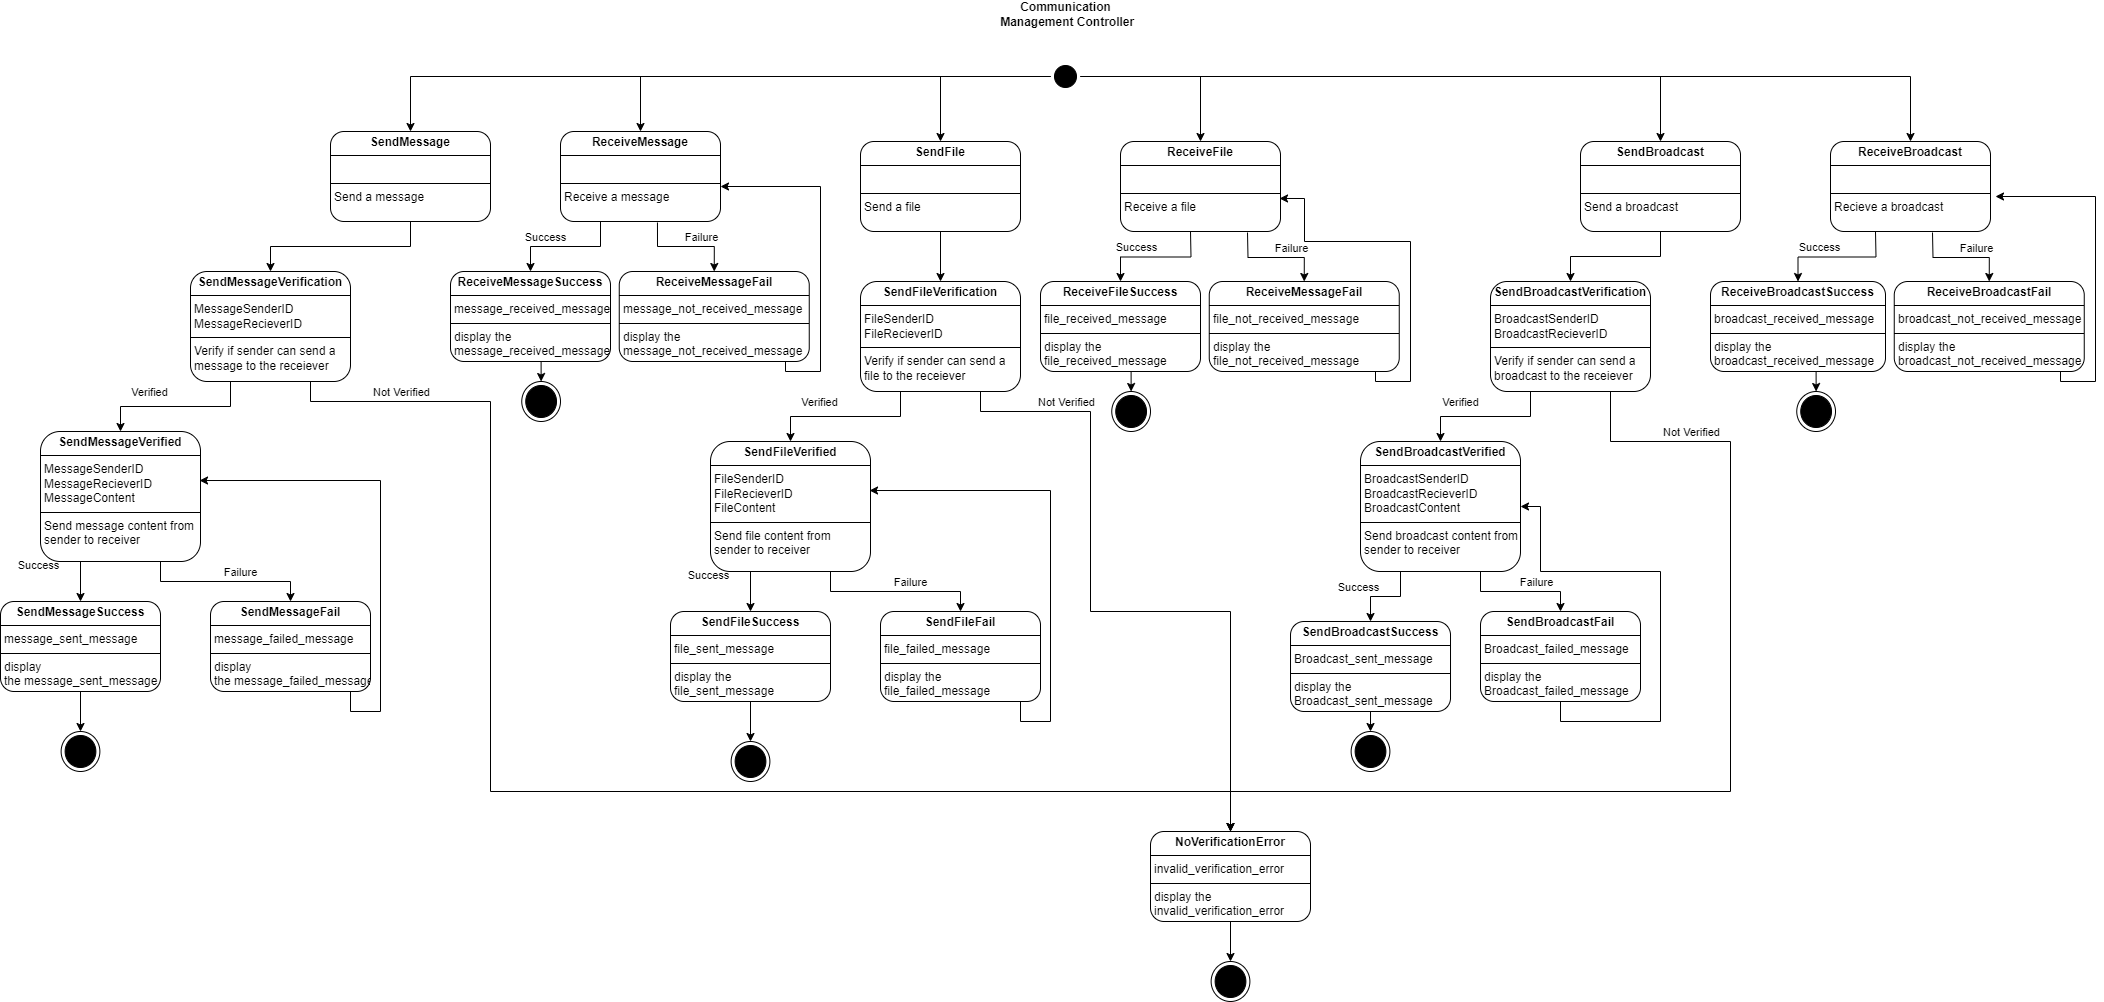 Communication
Management Controller
SendMessage
Send a message
ReceiveMessage
Receive a message
SendFile
Send a file
ReceiveFile
Receive a file
SendBroadcast
Send a broadcast
ReceiveBroadcast
Recieve a broadcast
Success
Failure
Success
Failure
Success
Failure
SendMessageVerification
MessageSenderID
MessageRecieverID
Verify if sender can send a
message to the receiever
ReceiveMessageSuccess
message_received_message
display the
message_received_message
ReceiveMessageFail
message_not_received_message
display the
message_not_received_message
SendFileVerification
FileSenderID
FileRecieverID
Verify if sender can send a
file to the receiever
ReceiveFileSuccess
file_received_message
display the
file_received_message
ReceiveMessageFail
file_not_received_message
display the
file_not_received_message
SendBroadcastVerification
BroadcastSenderID
BroadcastRecieverID
Verify if sender can send a
broadcast to the receiever
ReceiveBroadcastSuccess
broadcast_received_message
display the
broadcast_received_message
ReceiveBroadcastFail
broadcast_not_received_message
display the
broadcast_not_received_message
Verified
Not Verified
Verified
Not Verified
Verified
Not Verified
SendMessageVerified
MessageSenderID
MessageRecieverID
MessageContent
Send message content from
sender to receiver
SendFileVerified
FileSenderID
FileRecieverID
FileContent
Send file content from
sender to receiver
SendBroadcastVerified
BroadcastSenderID
BroadcastRecieverID
BroadcastContent
Send broadcast content from
sender to receiver
Success
Failure
Success
Failure
Success
Failure
SendMessageSuccess
message_sent_message
display
the message_sent_message
SendMessageFail
message_failed_message
display
the message_failed_message
SendFileSuccess
file_sent_message
display the
file_sent_message
SendFileFail
file_failed_message
display the
file_failed_message
SendBroadcastSuccess
Broadcast_sent_message
display the
Broadcast_sent_message
SendBroadcastFail
Broadcast_failed_message
display the
Broadcast_failed_message
NoVerificationError
invalid_verification_error
display the
invalid_verification_error